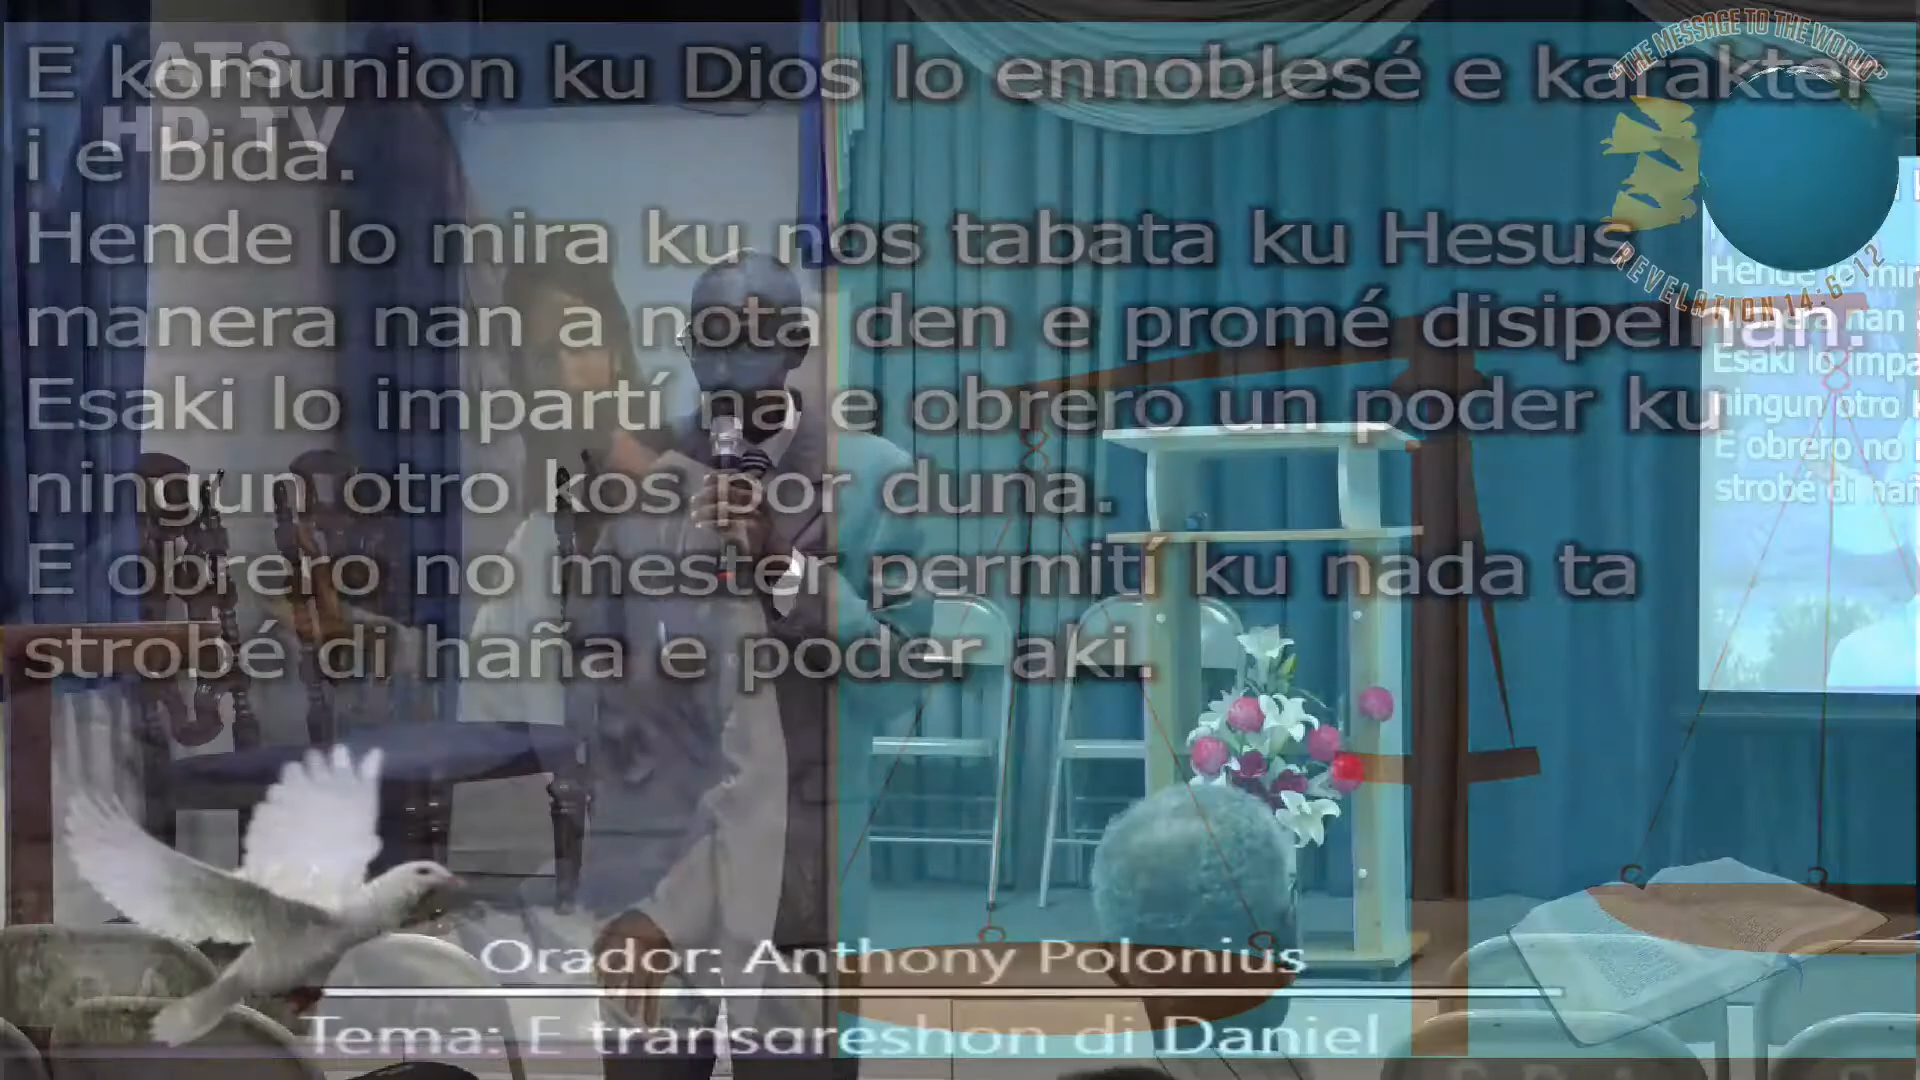 E komunion ku Dios lo ennoblesé e karakter
i e bida.
Hende lo mira ku nos tabata ku Hesus
manera nan a nota den e promé disipelnan.
Esaki lo impartí na e obrero un poder ku
ningun otro kos por duna.
E obrero no mester permití ku nada ta
strobé di haña e poder aki.
ATS
HD TV
"THE MESSAGE TO THE WORLD"
REVELATION 14:6-12
Hende lo mir
manera nan
Esaki lo impa
ningun otro
E obrero no
strobé di hañ
Orador: Anthony Polonius
Tema: E transgreshon di Daniel